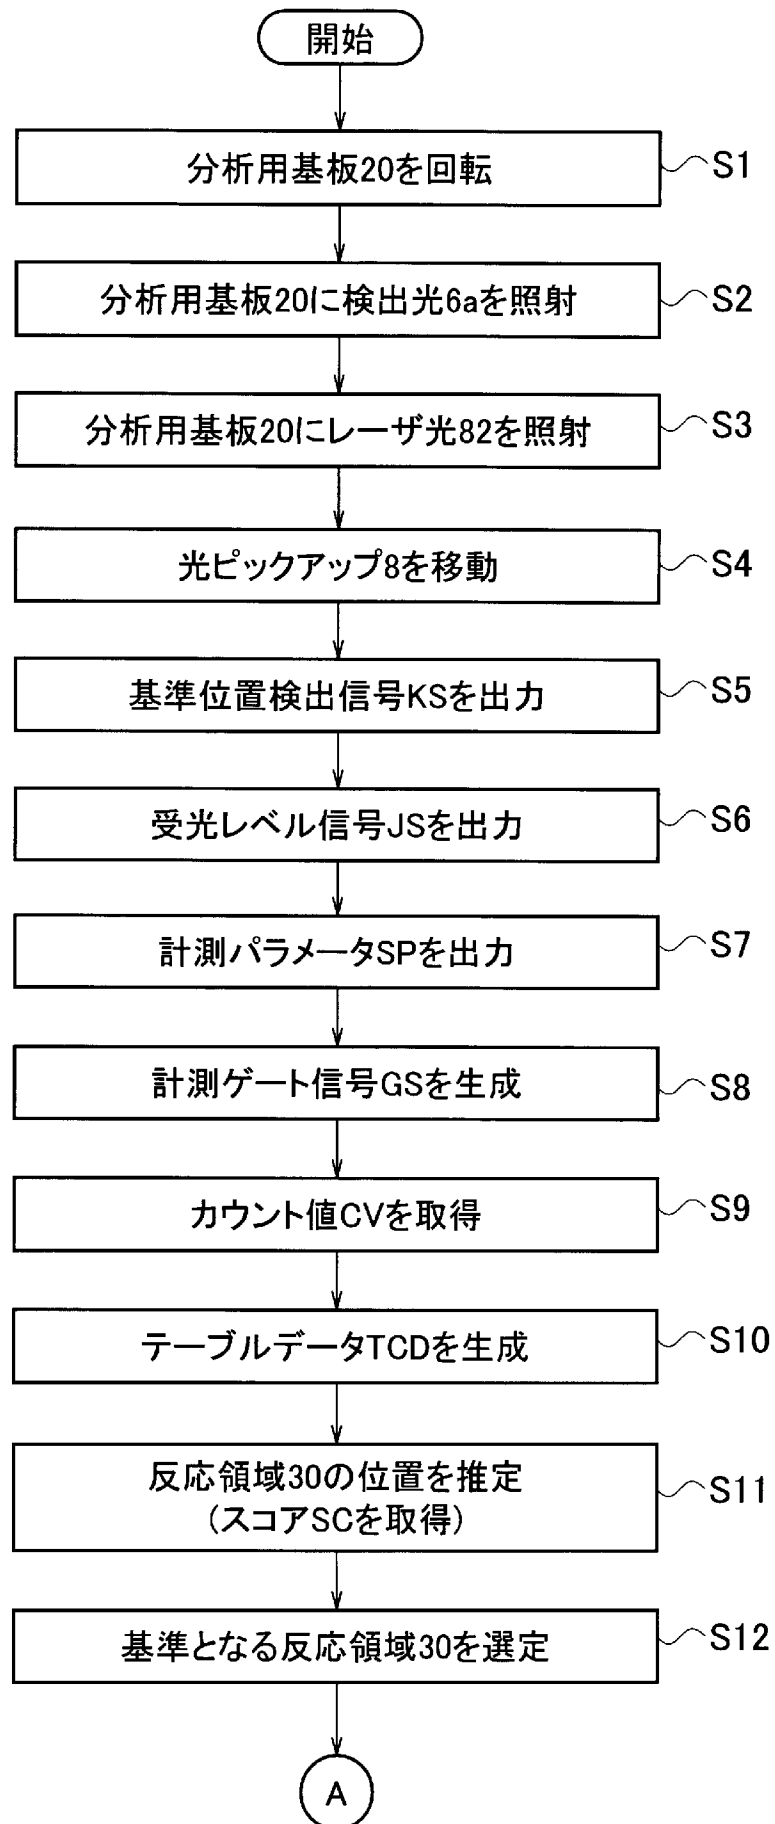 開始
分析用基板20を回転
S1
分析用基板20に検出光6aを照射
S2
分析用基板20にレーザ光82を照射
S3
光ピックアップ8を移動
S4
基準位置検出信号KSを出力
S5
受光レベル信号JSを出力
S6
計測パラメータSPを出力
S7
計測ゲート信号GSを生成
S8
カウント値CVを取得
S9
テーブルデータTCDを生成
S10
反応領域30の位置を推定
(スコアSCを取得)
S11
基準となる反応領域30を選定
S12
A